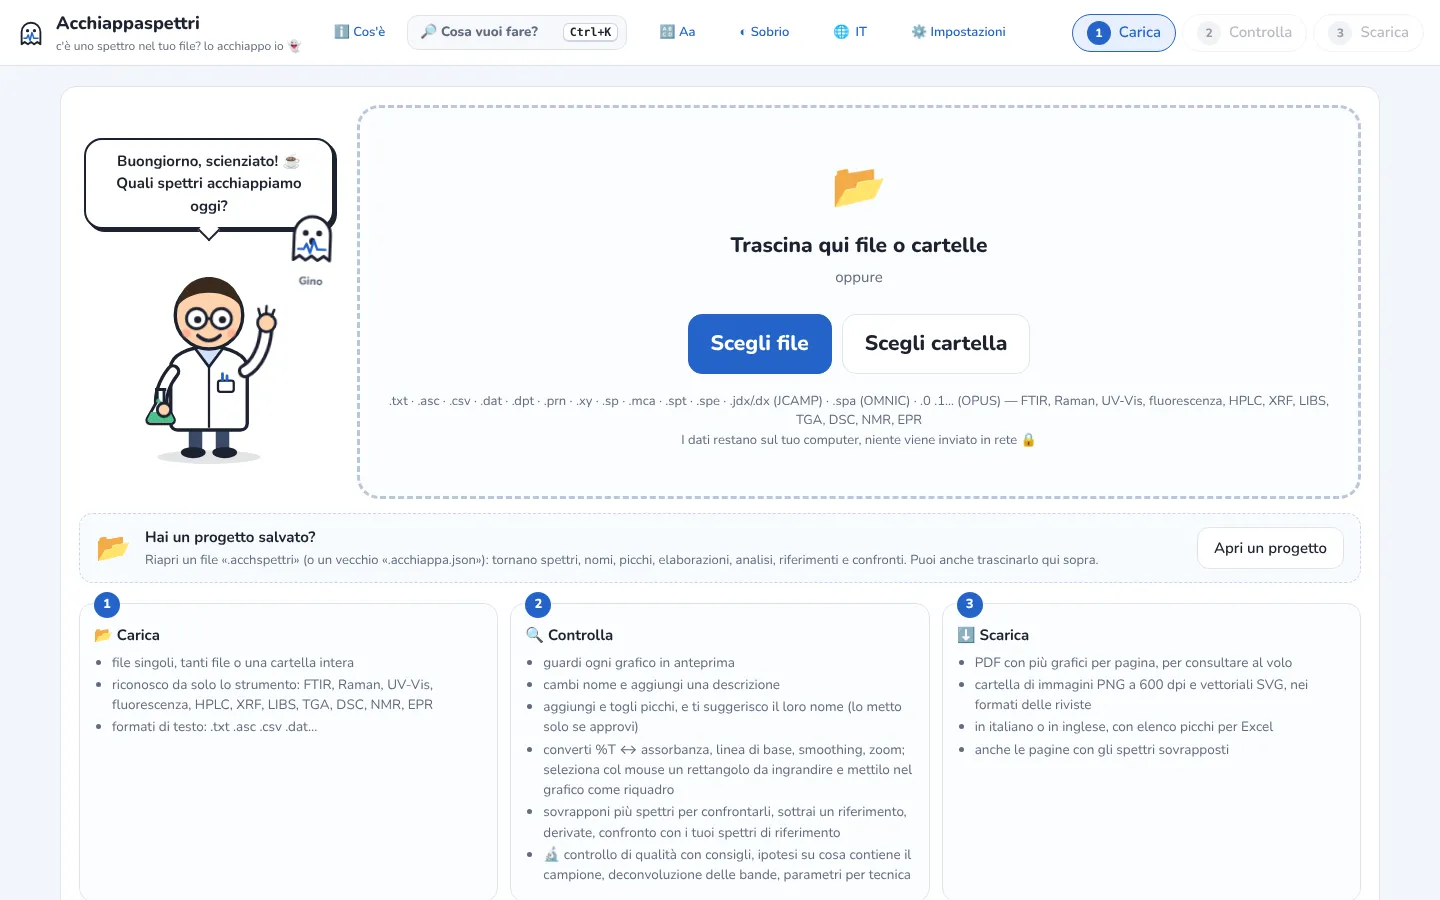 Acchiappaspettri
c'è uno spettro nel tuo file? lo acchiappo io 👻
ℹ️ Cos'è
🔎 Cosa vuoi fare? Ctrl+K
🔠 Aa
Sobrio
🌐 IT
⚙️ Impostazioni
1 Carica
2 Controlla
3 Scarica
Buongiorno, scienziato! ☕
Quali spettri acchiappiamo
oggi?
Gino
Trascina qui file o cartelle
oppure
Scegli file
Scegli cartella
.txt · .asc · .csv · .dat · .dpt · .prn · .xy · .sp · .mca · .spt · .spe · .jdx/.dx (JCAMP) · .spa (OMNIC) · .0 .1... (OPUS) — FTIR, Raman, UV-Vis, fluorescenza, HPLC, XRF, LIBS,
TGA, DSC, NMR, EPR
I dati restano sul tuo computer, niente viene inviato in rete 🔒
Hai un progetto salvato?
Riapri un file «.acchspettri» (o un vecchio «.acchiappa.json»): tornano spettri, nomi, picchi, elaborazioni, analisi, riferimenti e confronti. Puoi anche trascinarlo qui sopra.
Apri un progetto
1
📂 Carica
• file singoli, tanti file o una cartella intera
• riconosco da solo lo strumento: FTIR, Raman, UV-Vis,
fluorescenza, HPLC, XRF, LIBS, TGA, DSC, NMR, EPR
• formati di testo: .txt .asc .csv .dat...
2
🔍 Controlla
• guardi ogni grafico in anteprima
• cambi nome e aggiungi una descrizione
• aggiungi e togli picchi, e ti suggerisco il loro nome (lo metto
solo se approvi)
• converti %T ↔ assorbanza, linea di base, smoothing, zoom;
seleziona col mouse un rettangolo da ingrandire e mettilo nel
grafico come riquadro
• sovrapponi più spettri per confrontarli, sottrai un riferimento,
derivate, confronto con i tuoi spettri di riferimento
• 🔬 controllo di qualità con consigli, ipotesi su cosa contiene il
campione, deconvoluzione delle bande, parametri per tecnica
3
⬇️ Scarica
• PDF con più grafici per pagina, per consultare al volo
• cartella di immagini PNG a 600 dpi e vettoriali SVG, nei
formati delle riviste
• in italiano o in inglese, con elenco picchi per Excel
• anche le pagine con gli spettri sovrapposti